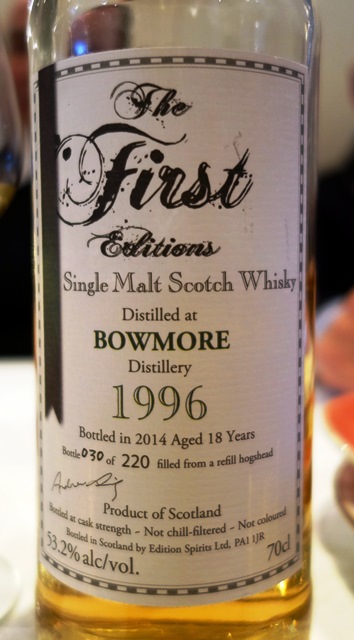 The
First
Editions
Single Malt Scotch Whisky
Distilled at
BOWMORE
Distillery
1996
Bottled in 2014 Aged 18 Years
Bottle 030 of 220 filled from a refill hogshead
Product of Scotland
Bottled at cask strength - Not chill-filtered - Not coloured
Bottled in Scotland by Edition Spirits Ltd, PA1 1JR
53.2% alc/vol. 70cl